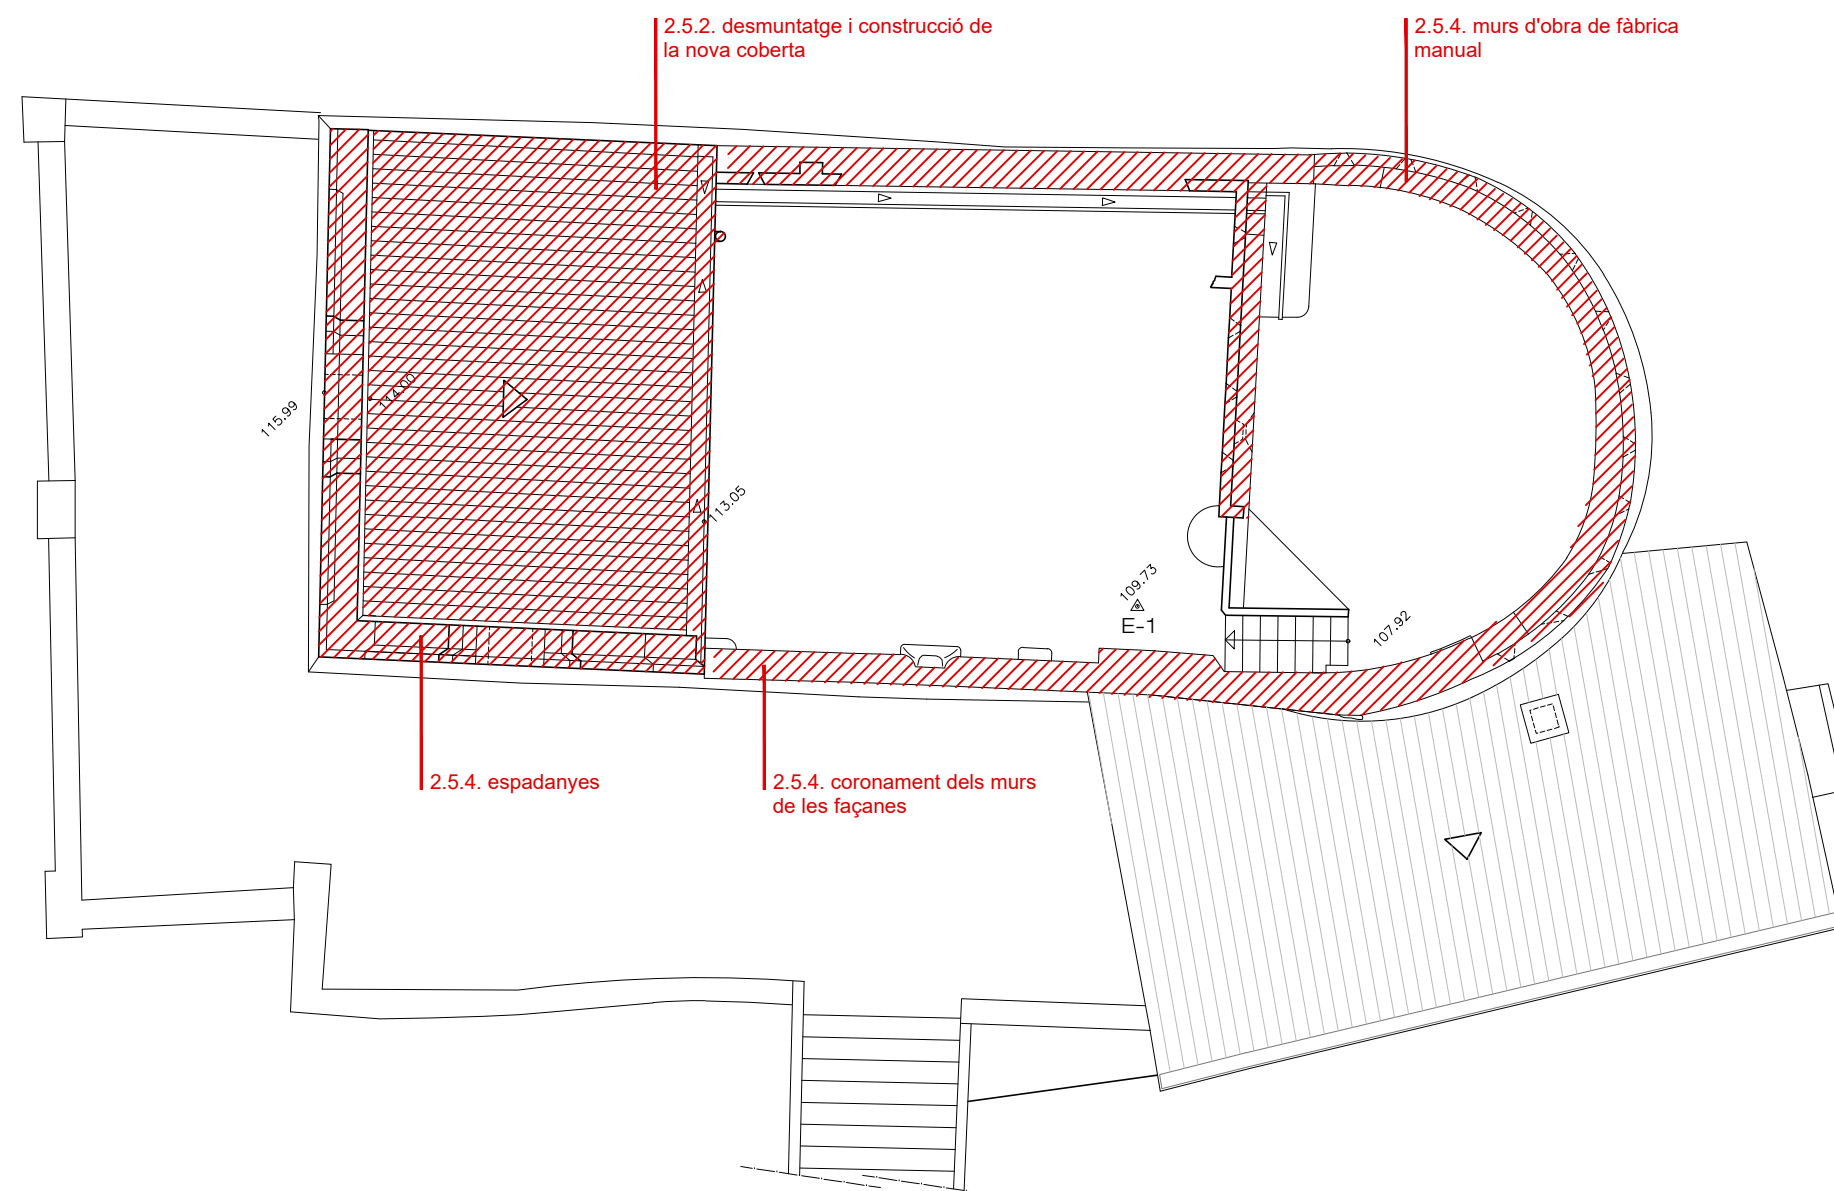 2.5.2. desmuntatge i construcció de
la nova coberta
2.5.4. murs d'obra de fàbrica
manual
115.99
114.00
113.05
109.73
E-1
107.92
2.5.4. espadanyes
2.5.4. coronament dels murs
de les façanes